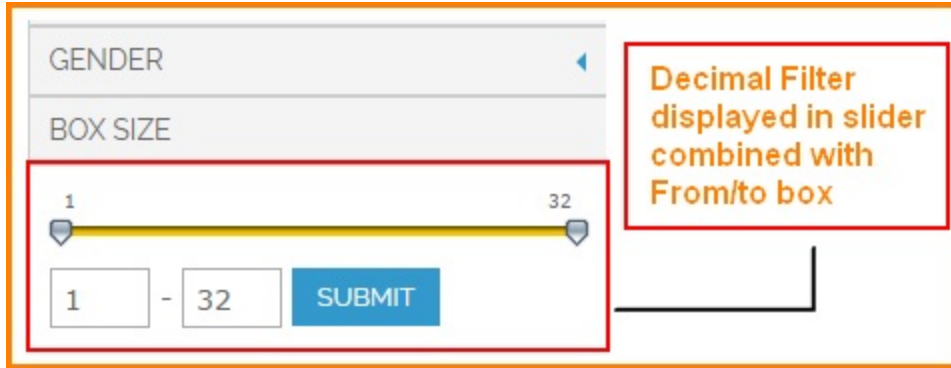 GENDER
BOX SIZE
1 32
1 - 32 SUBMIT
Decimal Filter
displayed in slider
combined with
From/to box